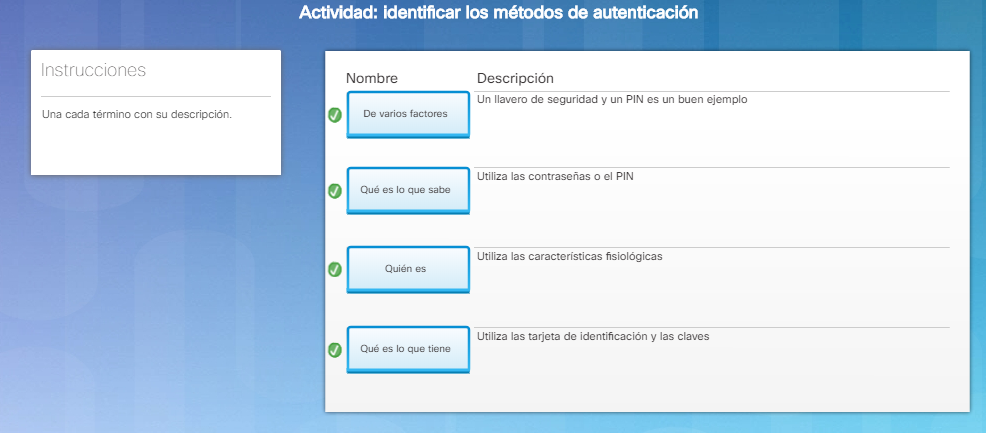 Actividad: identificar los métodos de autenticación
Instrucciones
Una cada término con su descripción.
Nombre Descripción
De varios factores Un llavero de seguridad y un PIN es un buen ejemplo
Qué es lo que sabe Utiliza las contraseñas o el PIN
Quién es Utiliza las características fisiológicas
Qué es lo que tiene Utiliza las tarjeta de identificación y las claves